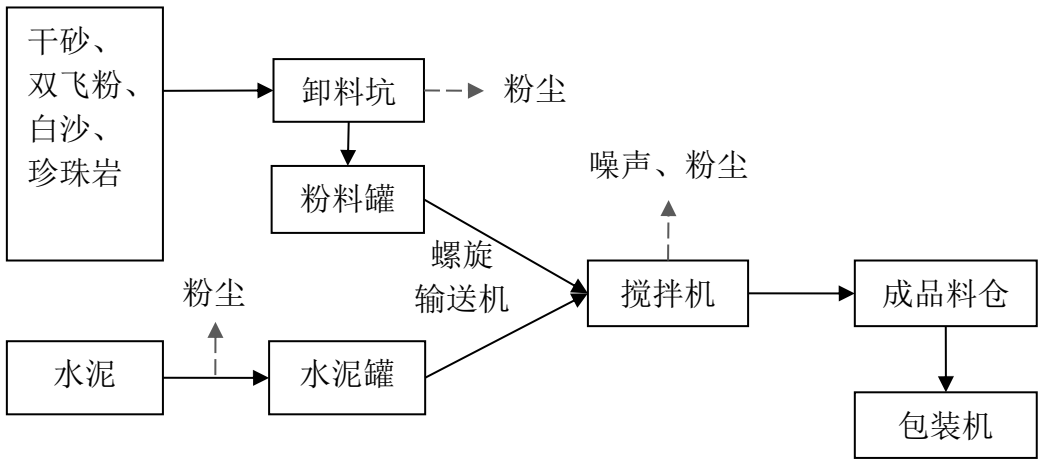 干砂、
双飞粉、
白沙、
珍珠岩
卸料坑
粉尘
粉料罐
噪声、粉尘
螺旋
输送机
搅拌机
成品料仓
粉尘
水泥
水泥罐
包装机